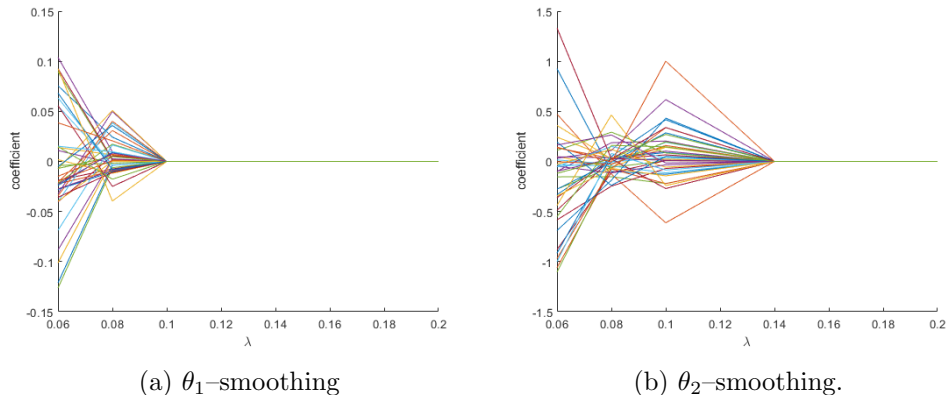 0.15
0.1
0.05
0
-0.05
-0.1
-0.15
coefficient
0.06 0.08 0.1 0.12 0.14 0.16 0.18 0.2
λ
(a) θ₁–smoothing
1.5
1
0.5
0
-0.5
-1
-1.5
coefficient
0.06 0.08 0.1 0.12 0.14 0.16 0.18 0.2
λ
(b) θ₂–smoothing.